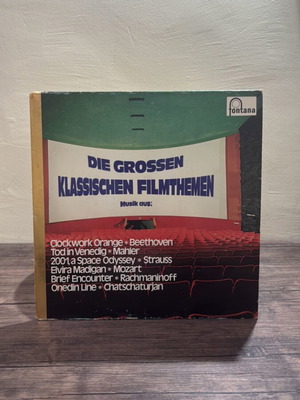 fontana
DIE GROSSEN
KLASSISCHEN FILMTHEMEN
Musik aus:
Clockwork Orange • Beethoven
Tod in Venedig • Mahler
2001, a Space Odyssey • Strauss
Elvira Madigan • Mozart
Brief Encounter • Rachmaninoff
Onedin Line • Chatschaturjan